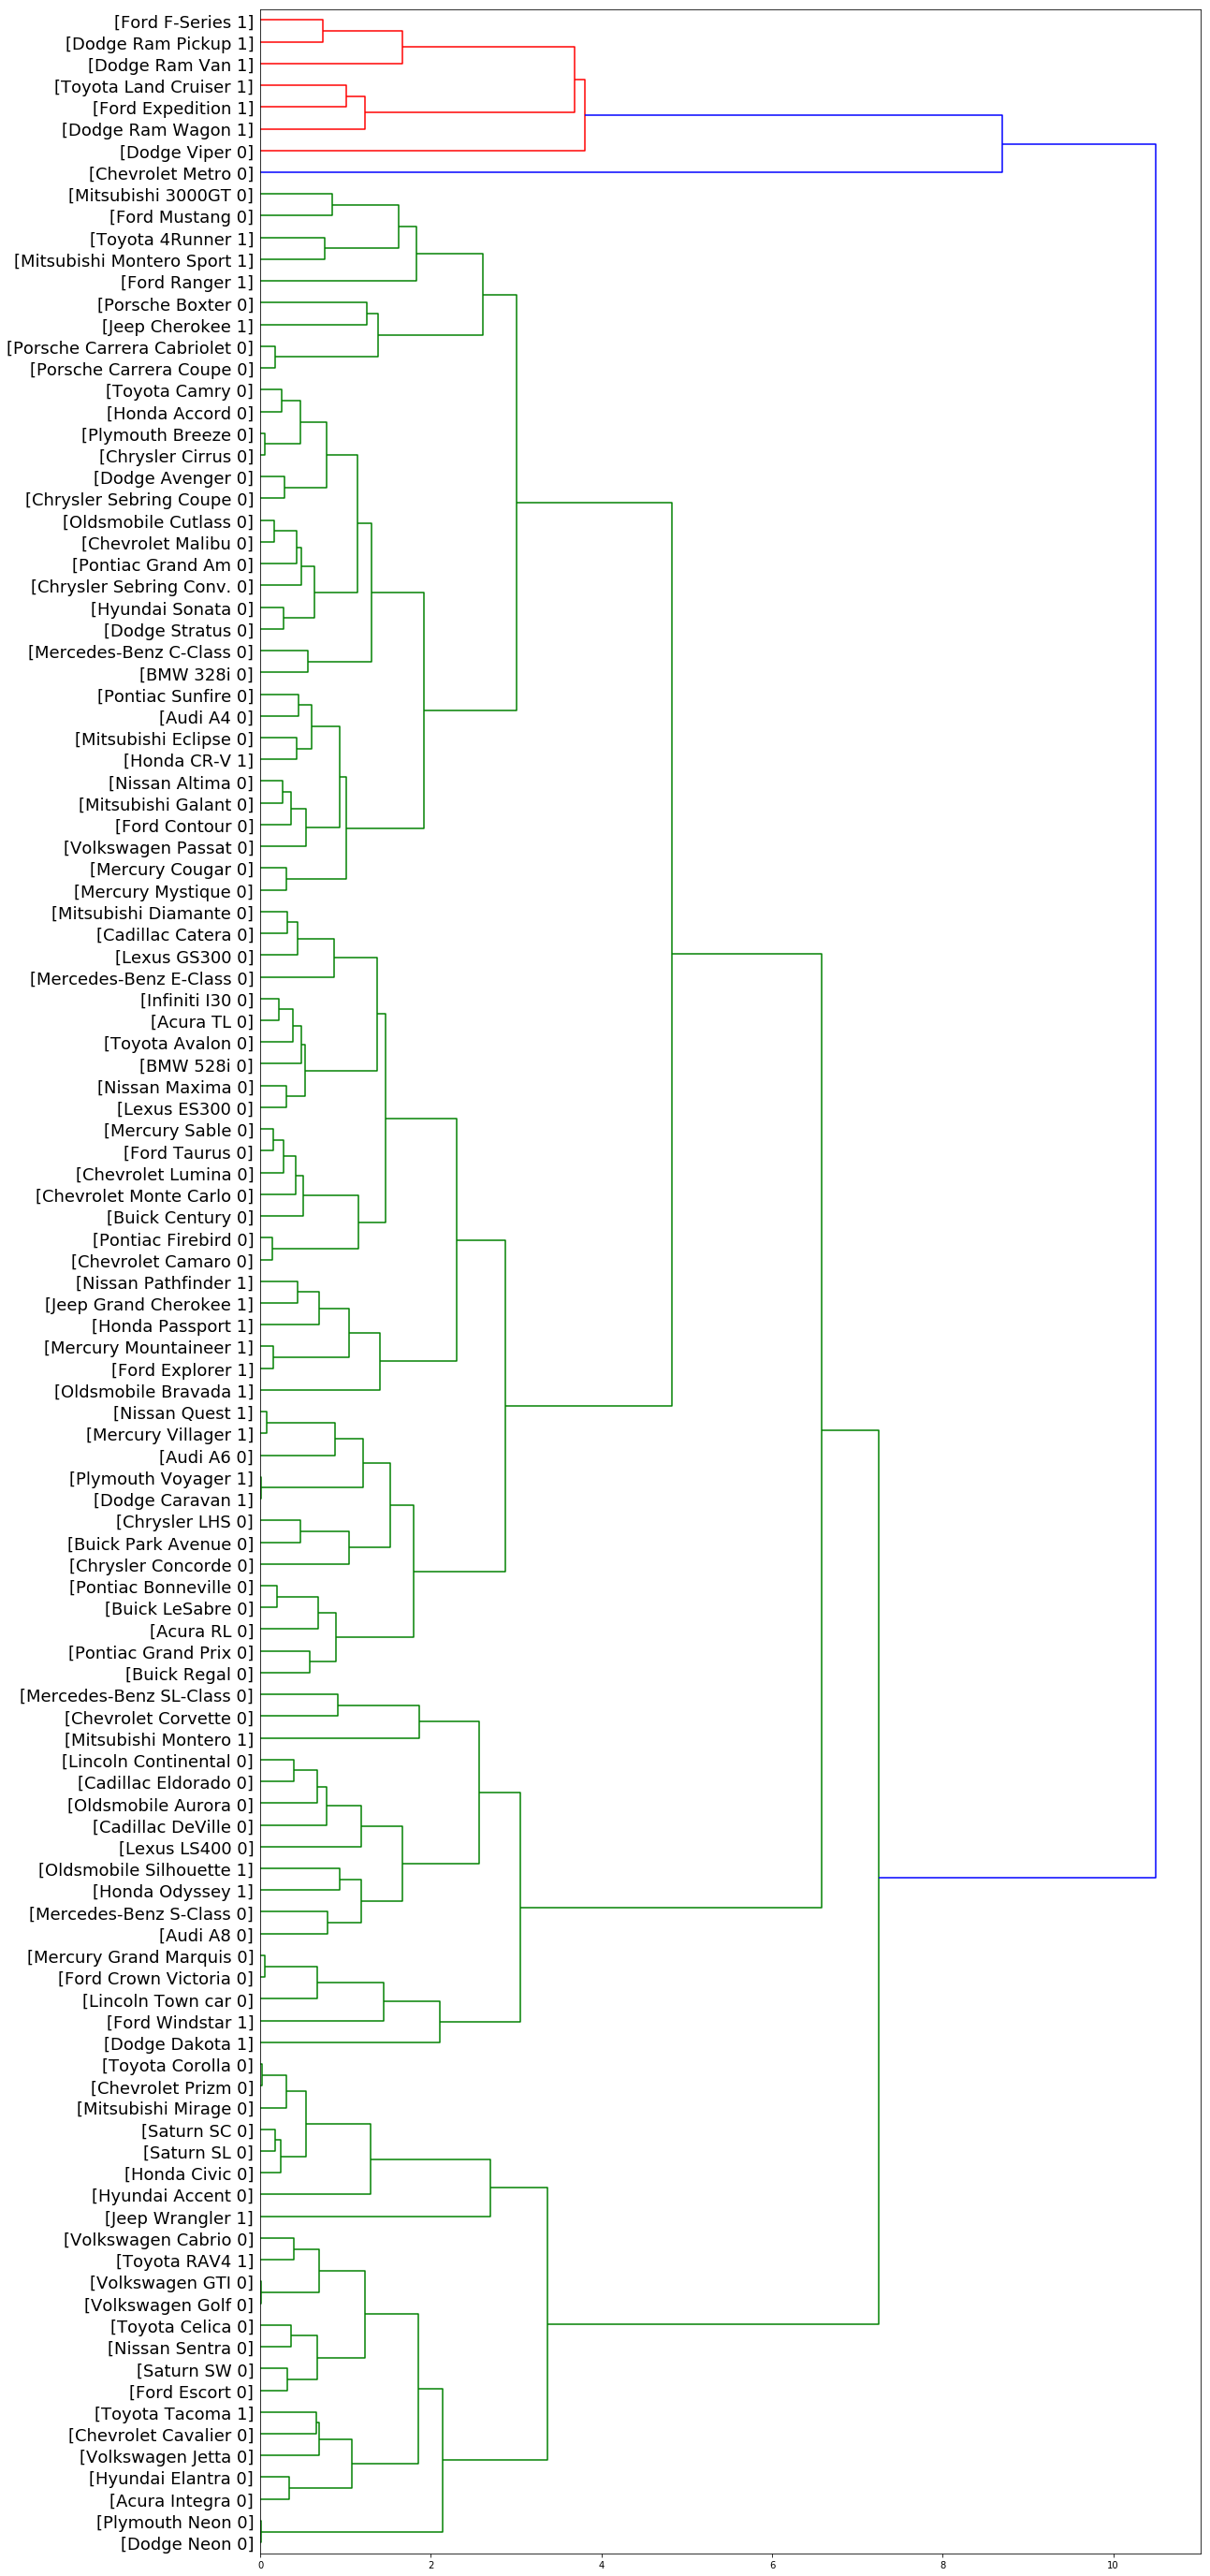 [Ford F-Series 1]
[Dodge Ram Pickup 1]
[Dodge Ram Van 1]
[Toyota Land Cruiser 1]
[Ford Expedition 1]
[Dodge Ram Wagon 1]
[Dodge Viper 0]
[Chevrolet Metro 0]
[Mitsubishi 3000GT 0]
[Ford Mustang 0]
[Toyota 4Runner 1]
[Mitsubishi Montero Sport 1]
[Ford Ranger 1]
[Porsche Boxter 0]
[Jeep Cherokee 1]
[Porsche Carrera Cabriolet 0]
[Porsche Carrera Coupe 0]
[Toyota Camry 0]
[Honda Accord 0]
[Plymouth Breeze 0]
[Chrysler Cirrus 0]
[Dodge Avenger 0]
[Chrysler Sebring Coupe 0]
[Oldsmobile Cutlass 0]
[Chevrolet Malibu 0]
[Pontiac Grand Am 0]
[Chrysler Sebring Conv. 0]
[Hyundai Sonata 0]
[Dodge Stratus 0]
[Mercedes-Benz C-Class 0]
[BMW 328i 0]
[Pontiac Sunfire 0]
[Audi A4 0]
[Mitsubishi Eclipse 0]
[Honda CR-V 1]
[Nissan Altima 0]
[Mitsubishi Galant 0]
[Ford Contour 0]
[Volkswagen Passat 0]
[Mercury Cougar 0]
[Mercury Mystique 0]
[Mitsubishi Diamante 0]
[Cadillac Catera 0]
[Lexus GS300 0]
[Mercedes-Benz E-Class 0]
[Infiniti I30 0]
[Acura TL 0]
[Toyota Avalon 0]
[BMW 528i 0]
[Nissan Maxima 0]
[Lexus ES300 0]
[Mercury Sable 0]
[Ford Taurus 0]
[Chevrolet Lumina 0]
[Chevrolet Monte Carlo 0]
[Buick Century 0]
[Pontiac Firebird 0]
[Chevrolet Camaro 0]
[Nissan Pathfinder 1]
[Jeep Grand Cherokee 1]
[Honda Passport 1]
[Mercury Mountaineer 1]
[Ford Explorer 1]
[Oldsmobile Bravada 1]
[Nissan Quest 1]
[Mercury Villager 1]
[Audi A6 0]
[Plymouth Voyager 1]
[Dodge Caravan 1]
[Chrysler LHS 0]
[Buick Park Avenue 0]
[Chrysler Concorde 0]
[Pontiac Bonneville 0]
[Buick LeSabre 0]
[Acura RL 0]
[Pontiac Grand Prix 0]
[Buick Regal 0]
[Mercedes-Benz SL-Class 0]
[Chevrolet Corvette 0]
[Mitsubishi Montero 1]
[Lincoln Continental 0]
[Cadillac Eldorado 0]
[Oldsmobile Aurora 0]
[Cadillac DeVille 0]
[Lexus LS400 0]
[Oldsmobile Silhouette 1]
[Honda Odyssey 1]
[Mercedes-Benz S-Class 0]
[Audi A8 0]
[Mercury Grand Marquis 0]
[Ford Crown Victoria 0]
[Lincoln Town car 0]
[Ford Windstar 1]
[Dodge Dakota 1]
[Toyota Corolla 0]
[Chevrolet Prizm 0]
[Mitsubishi Mirage 0]
[Saturn SC 0]
[Saturn SL 0]
[Honda Civic 0]
[Hyundai Accent 0]
[Jeep Wrangler 1]
[Volkswagen Cabrio 0]
[Toyota RAV4 1]
[Volkswagen GTI 0]
[Volkswagen Golf 0]
[Toyota Celica 0]
[Nissan Sentra 0]
[Saturn SW 0]
[Ford Escort 0]
[Toyota Tacoma 1]
[Chevrolet Cavalier 0]
[Volkswagen Jetta 0]
[Hyundai Elantra 0]
[Acura Integra 0]
[Plymouth Neon 0]
[Dodge Neon 0]
0 2 4 6 8 10